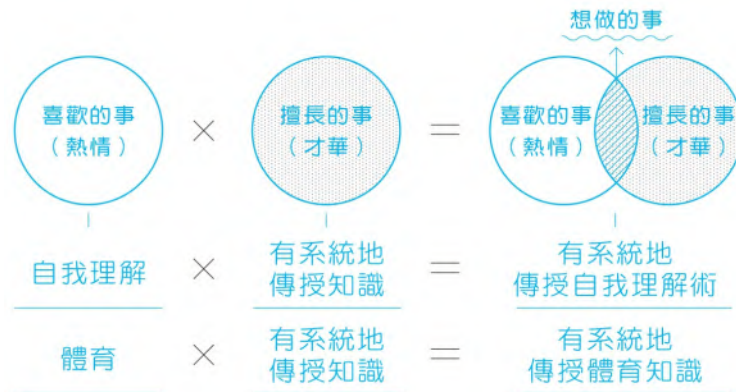 想做的事
喜歡的事
（熱情）
×
擅長的事
（才華）
=
喜歡的事
（熱情）
擅長的事
（才華）
自我理解
×
有系統地
傳授知識
=
有系統地
傳授自我理解術
體育
×
有系統地
傳授知識
=
有系統地
傳授體育知識